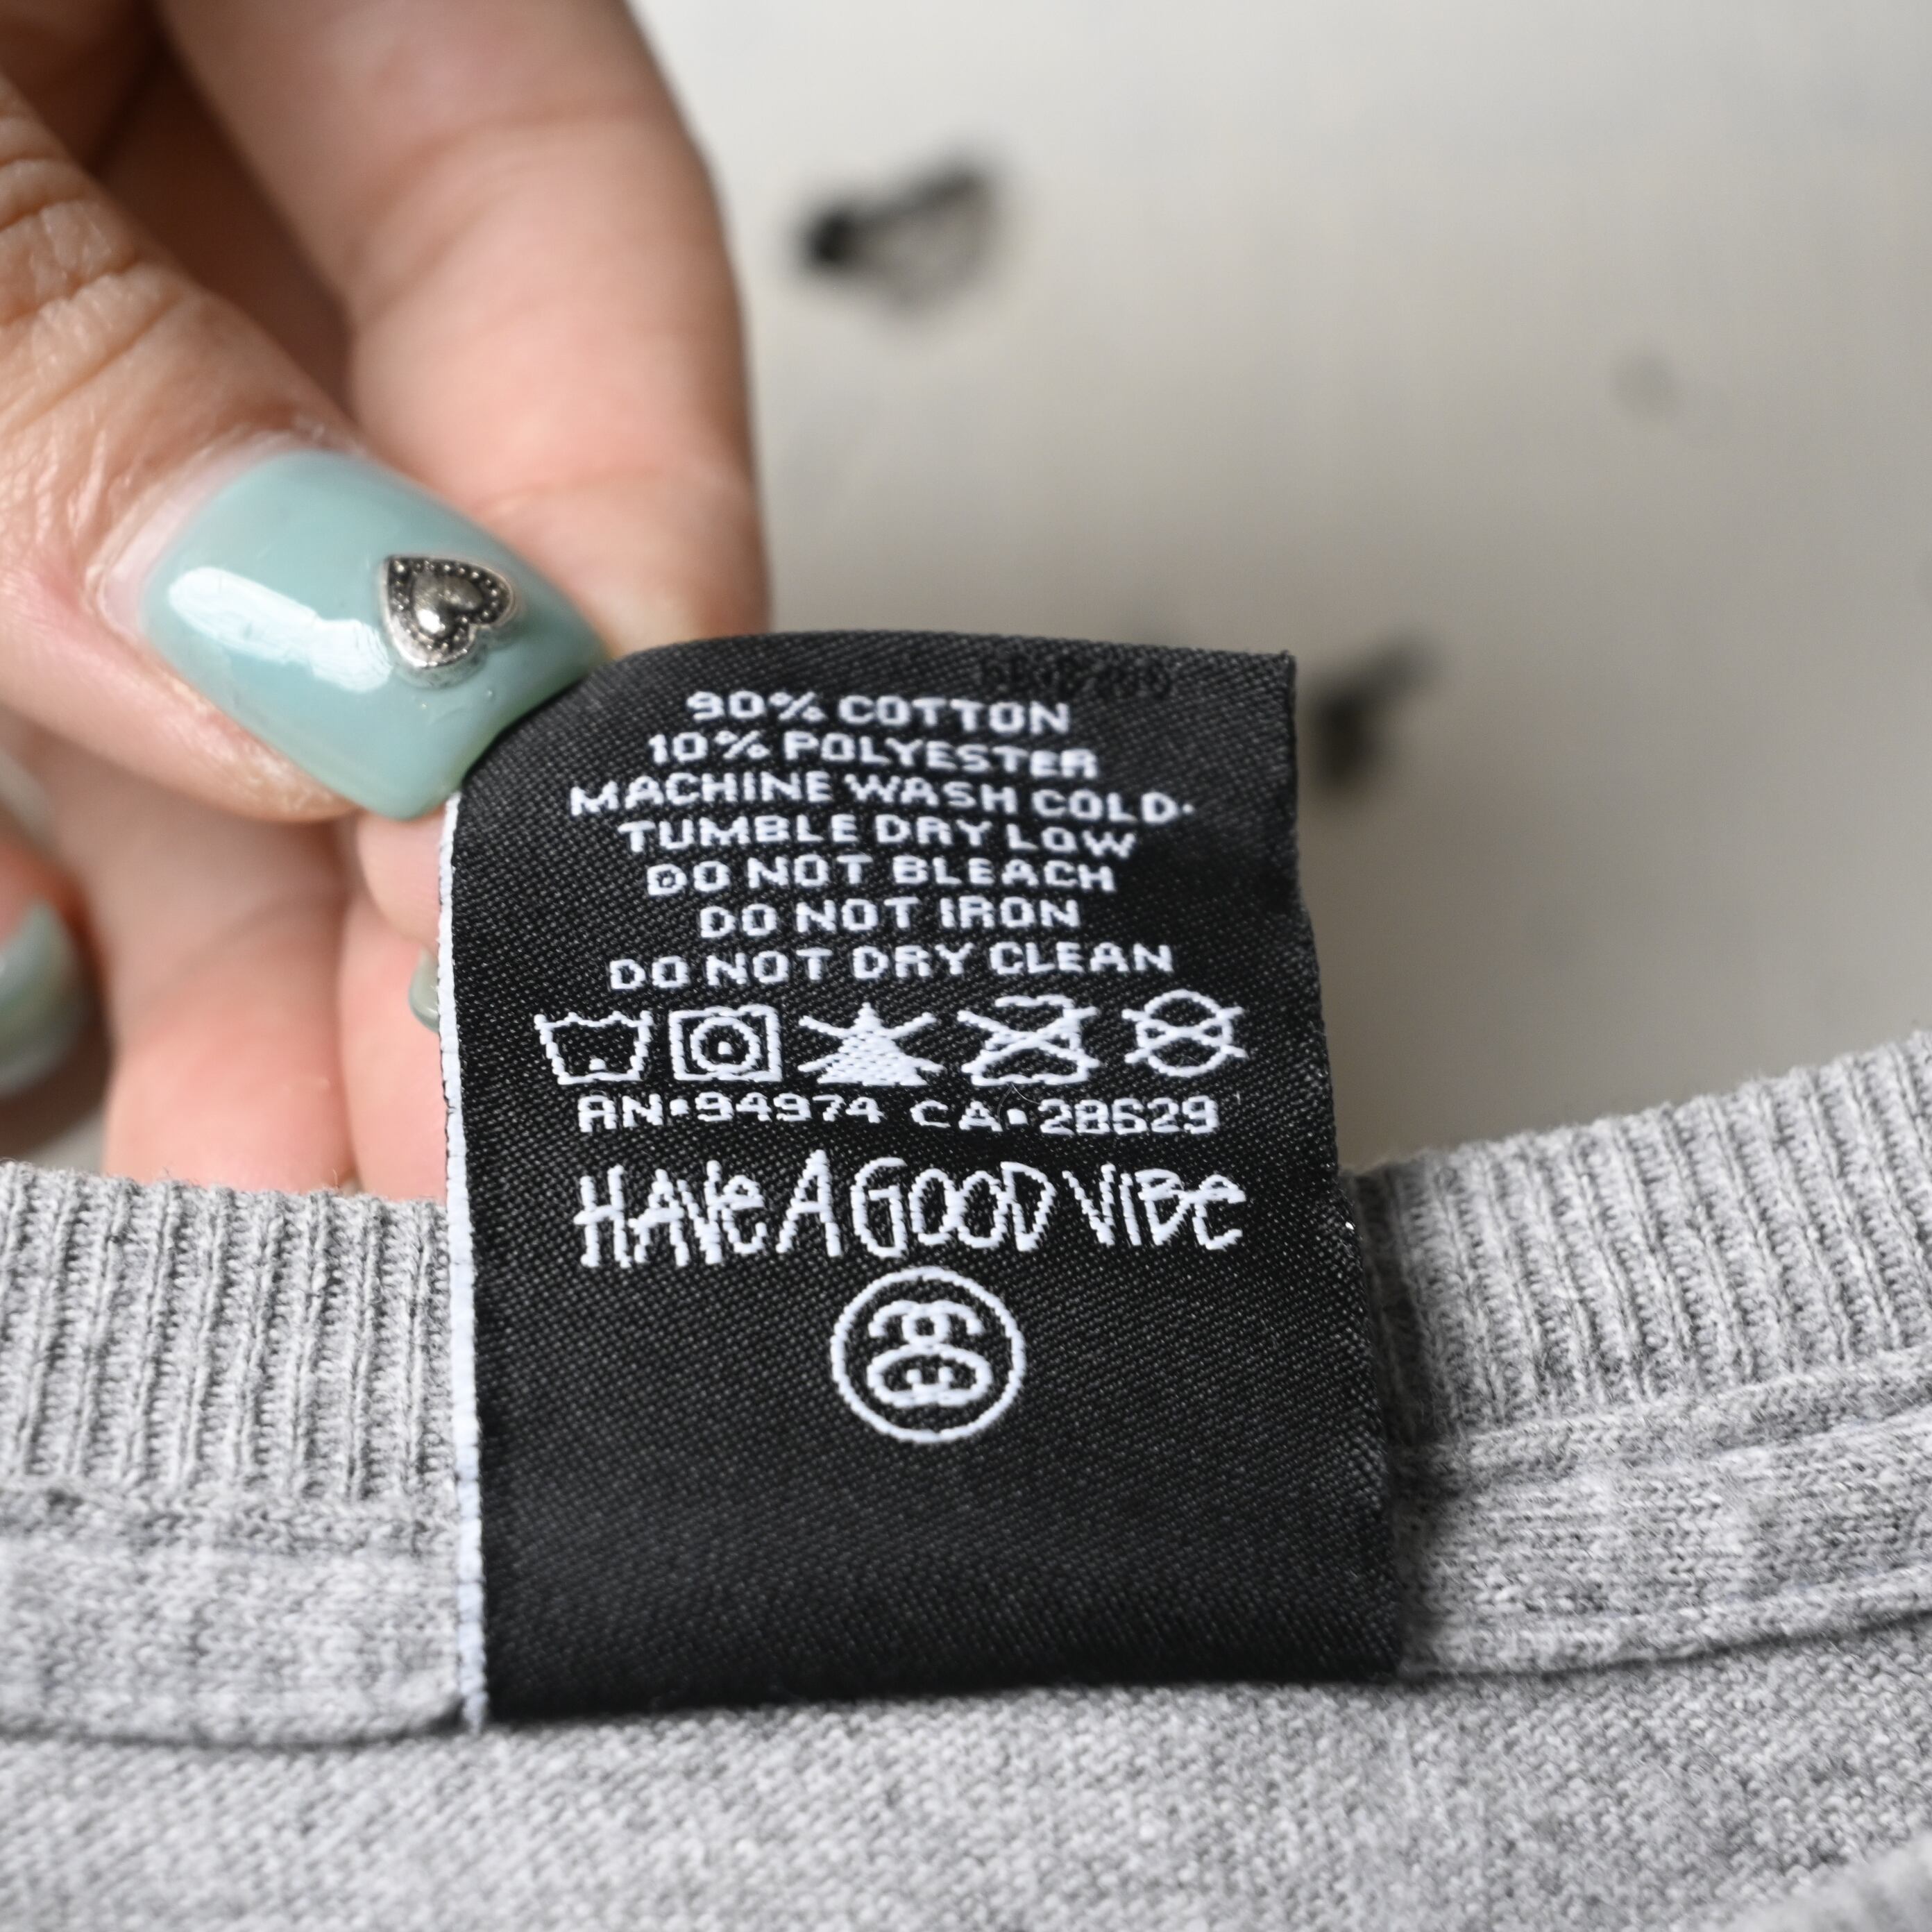 90% COTTON
10% POLYESTER
MACHINE WASH COLD·
TUMBLE DRY LOW
DO NOT BLEACH
DO NOT IRON
DO NOT DRY CLEAN
RN·94974 CA·28629
HAVE A GOOD VIBE